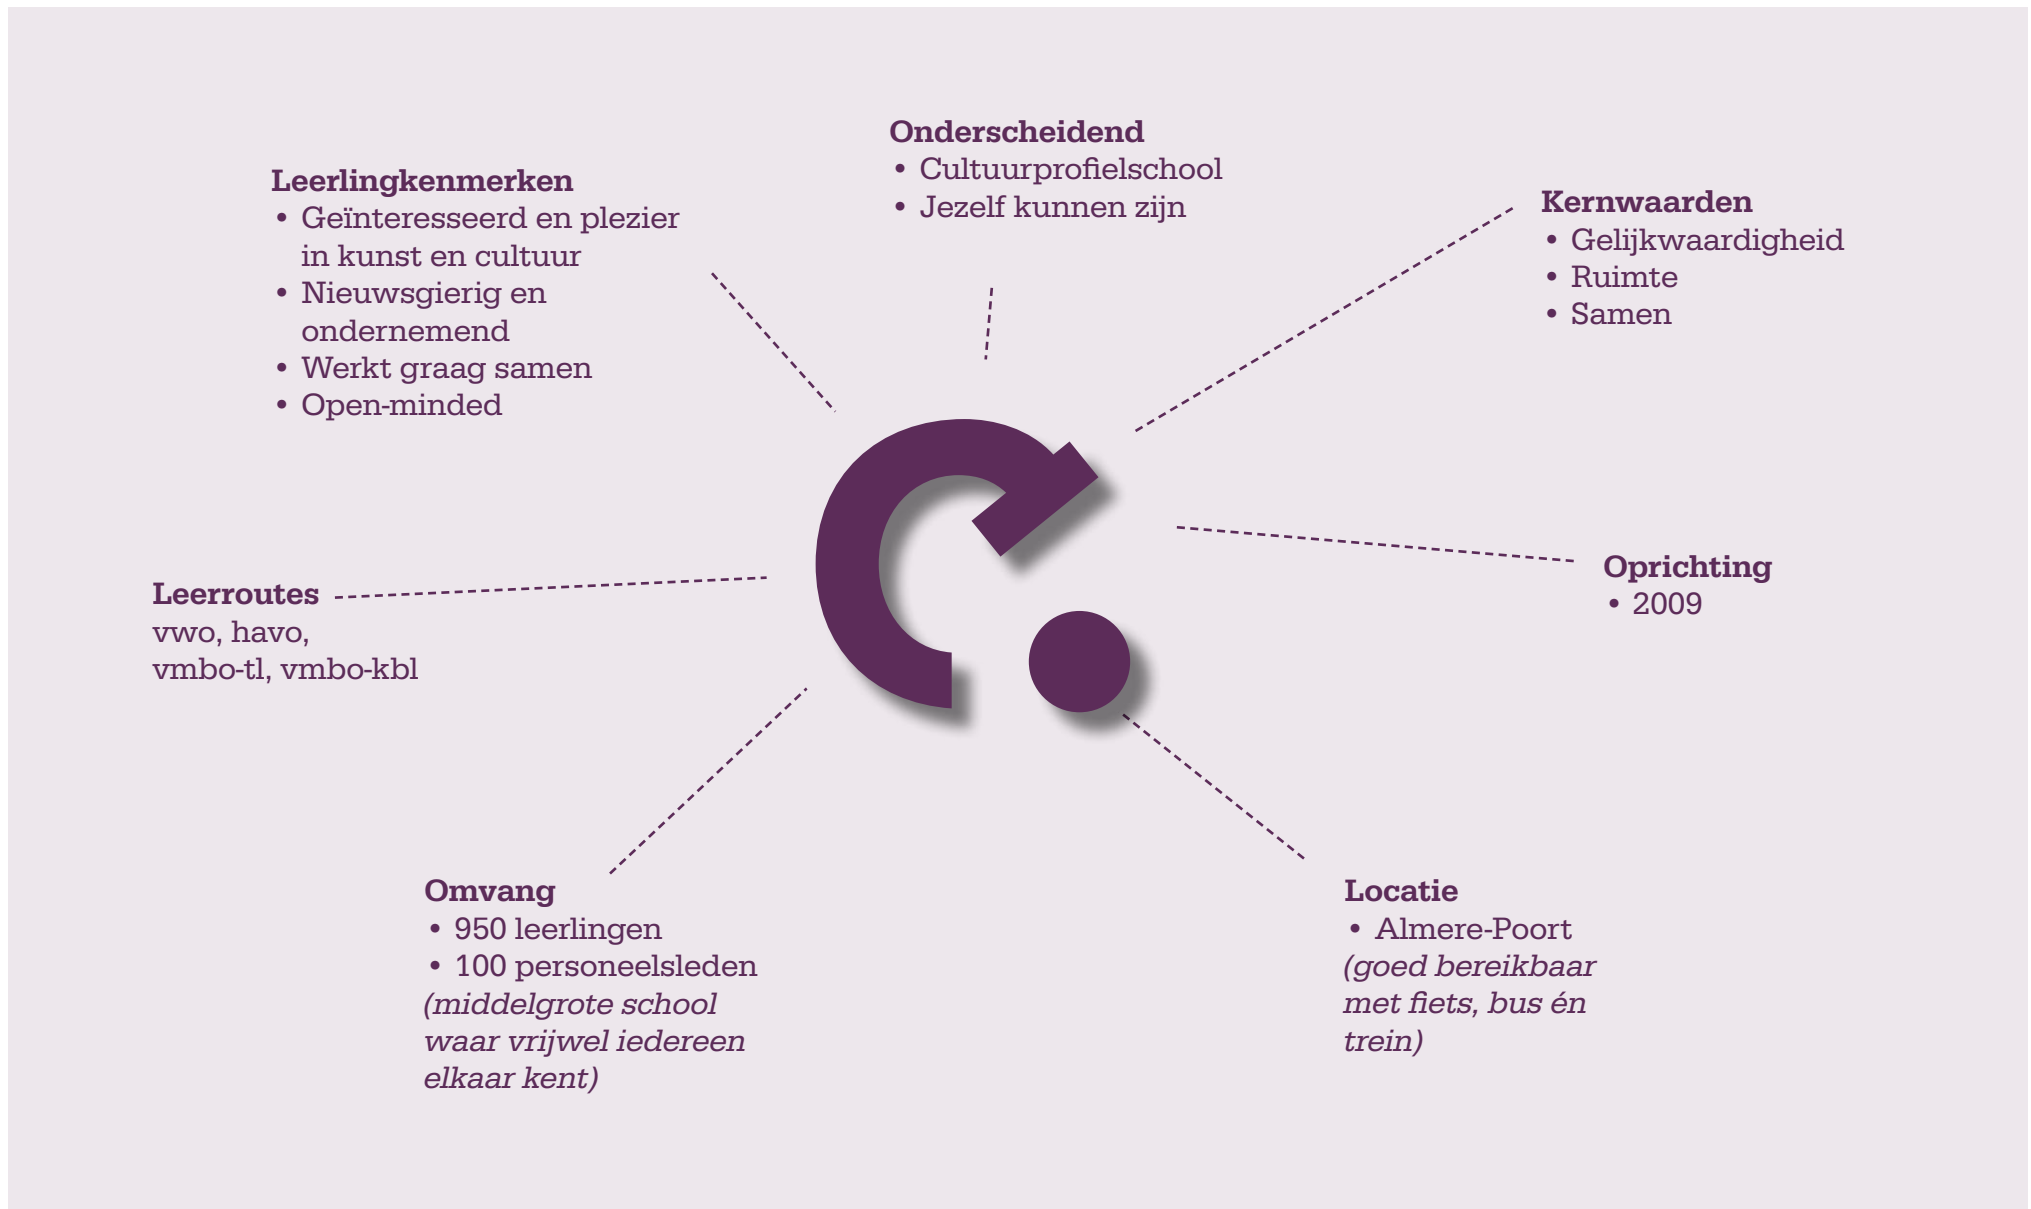 Onderscheidend
• Cultuurprofielschool
• Jezelf kunnen zijn
Leerlingkenmerken
• Geïnteresseerd en plezier
in kunst en cultuur
• Nieuwsgierig en
ondernemend
• Werkt graag samen
• Open-minded
Kernwaarden
• Gelijkwaardigheid
• Ruimte
• Samen
Oprichting
• 2009
Leerroutes
vwo, havo,
vmbo-tl, vmbo-kbl
Omvang
• 950 leerlingen
• 100 personeelsleden
(middelgrote school
waar vrijwel iedereen
elkaar kent)
Locatie
• Almere-Poort
(goed bereikbaar
met fiets, bus én
trein)